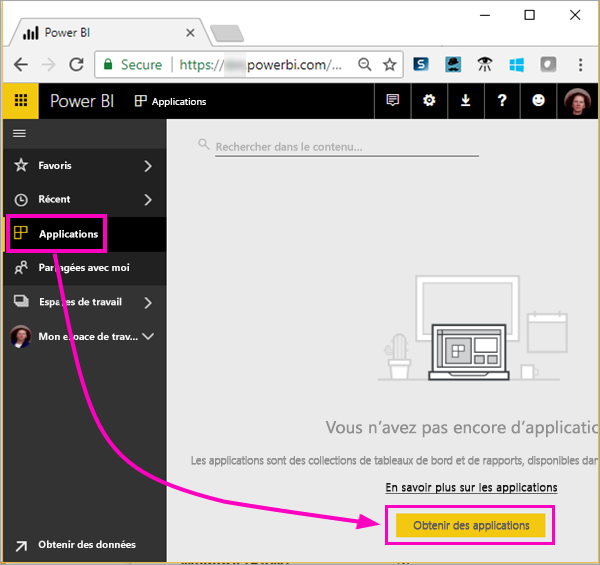 Power BI
Secure https:// powerbi.com/...
Power BI Applications
Rechercher dans le contenu...
Favoris
Récent
Applications
Partagées avec moi
Espaces de travail
Mon espace de trav...
Vous n'avez pas encore d'applicatio
Les applications sont des collections de tableaux de bord et de rapports, disponibles dan
En savoir plus sur les applications
Obtenir des applications
Obtenir des données